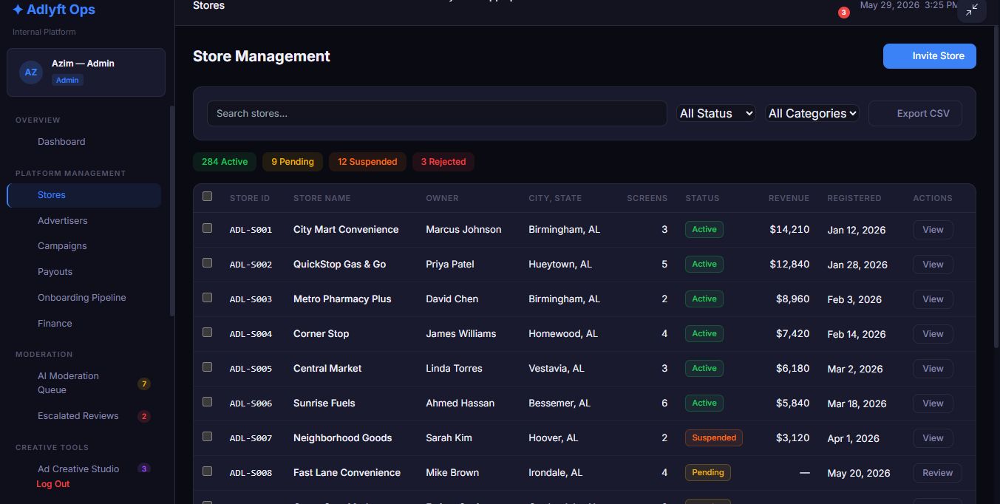 Adlyft Ops
Internal Platform
AZ
Azim — Admin
Admin
OVERVIEW
Dashboard
PLATFORM MANAGEMENT
Stores
Advertisers
Campaigns
Payouts
Onboarding Pipeline
Finance
MODERATION
AI Moderation
Queue
7
Escalated Reviews 2
CREATIVE TOOLS
Ad Creative Studio 3
Log Out
Stores
3
May 29, 2026 3:25 PM
Store Management
Invite Store
Search stores...
All Status
All Categories
Export CSV
284 Active
9 Pending
12 Suspended
3 Rejected
STORE ID STORE NAME OWNER CITY, STATE SCREENS STATUS REVENUE REGISTERED ACTIONS
ADL-S001 City Mart Convenience Marcus Johnson Birmingham, AL 3 Active $14,210 Jan 12, 2026 View
ADL-S002 QuickStop Gas & Go Priya Patel Hueytown, AL 5 Active $12,840 Jan 28, 2026 View
ADL-S003 Metro Pharmacy Plus David Chen Birmingham, AL 2 Active $8,960 Feb 3, 2026 View
ADL-S004 Corner Stop James Williams Homewood, AL 4 Active $7,420 Feb 14, 2026 View
ADL-S005 Central Market Linda Torres Vestavia, AL 3 Active $6,180 Mar 2, 2026 View
ADL-S006 Sunrise Fuels Ahmed Hassan Bessemer, AL 6 Active $5,840 Mar 18, 2026 View
ADL-S007 Neighborhood Goods Sarah Kim Hoover, AL 2 Suspended $3,120 Apr 1, 2026 View
ADL-S008 Fast Lane Convenience Mike Brown Irondale, AL 4 Pending — May 20, 2026 Review